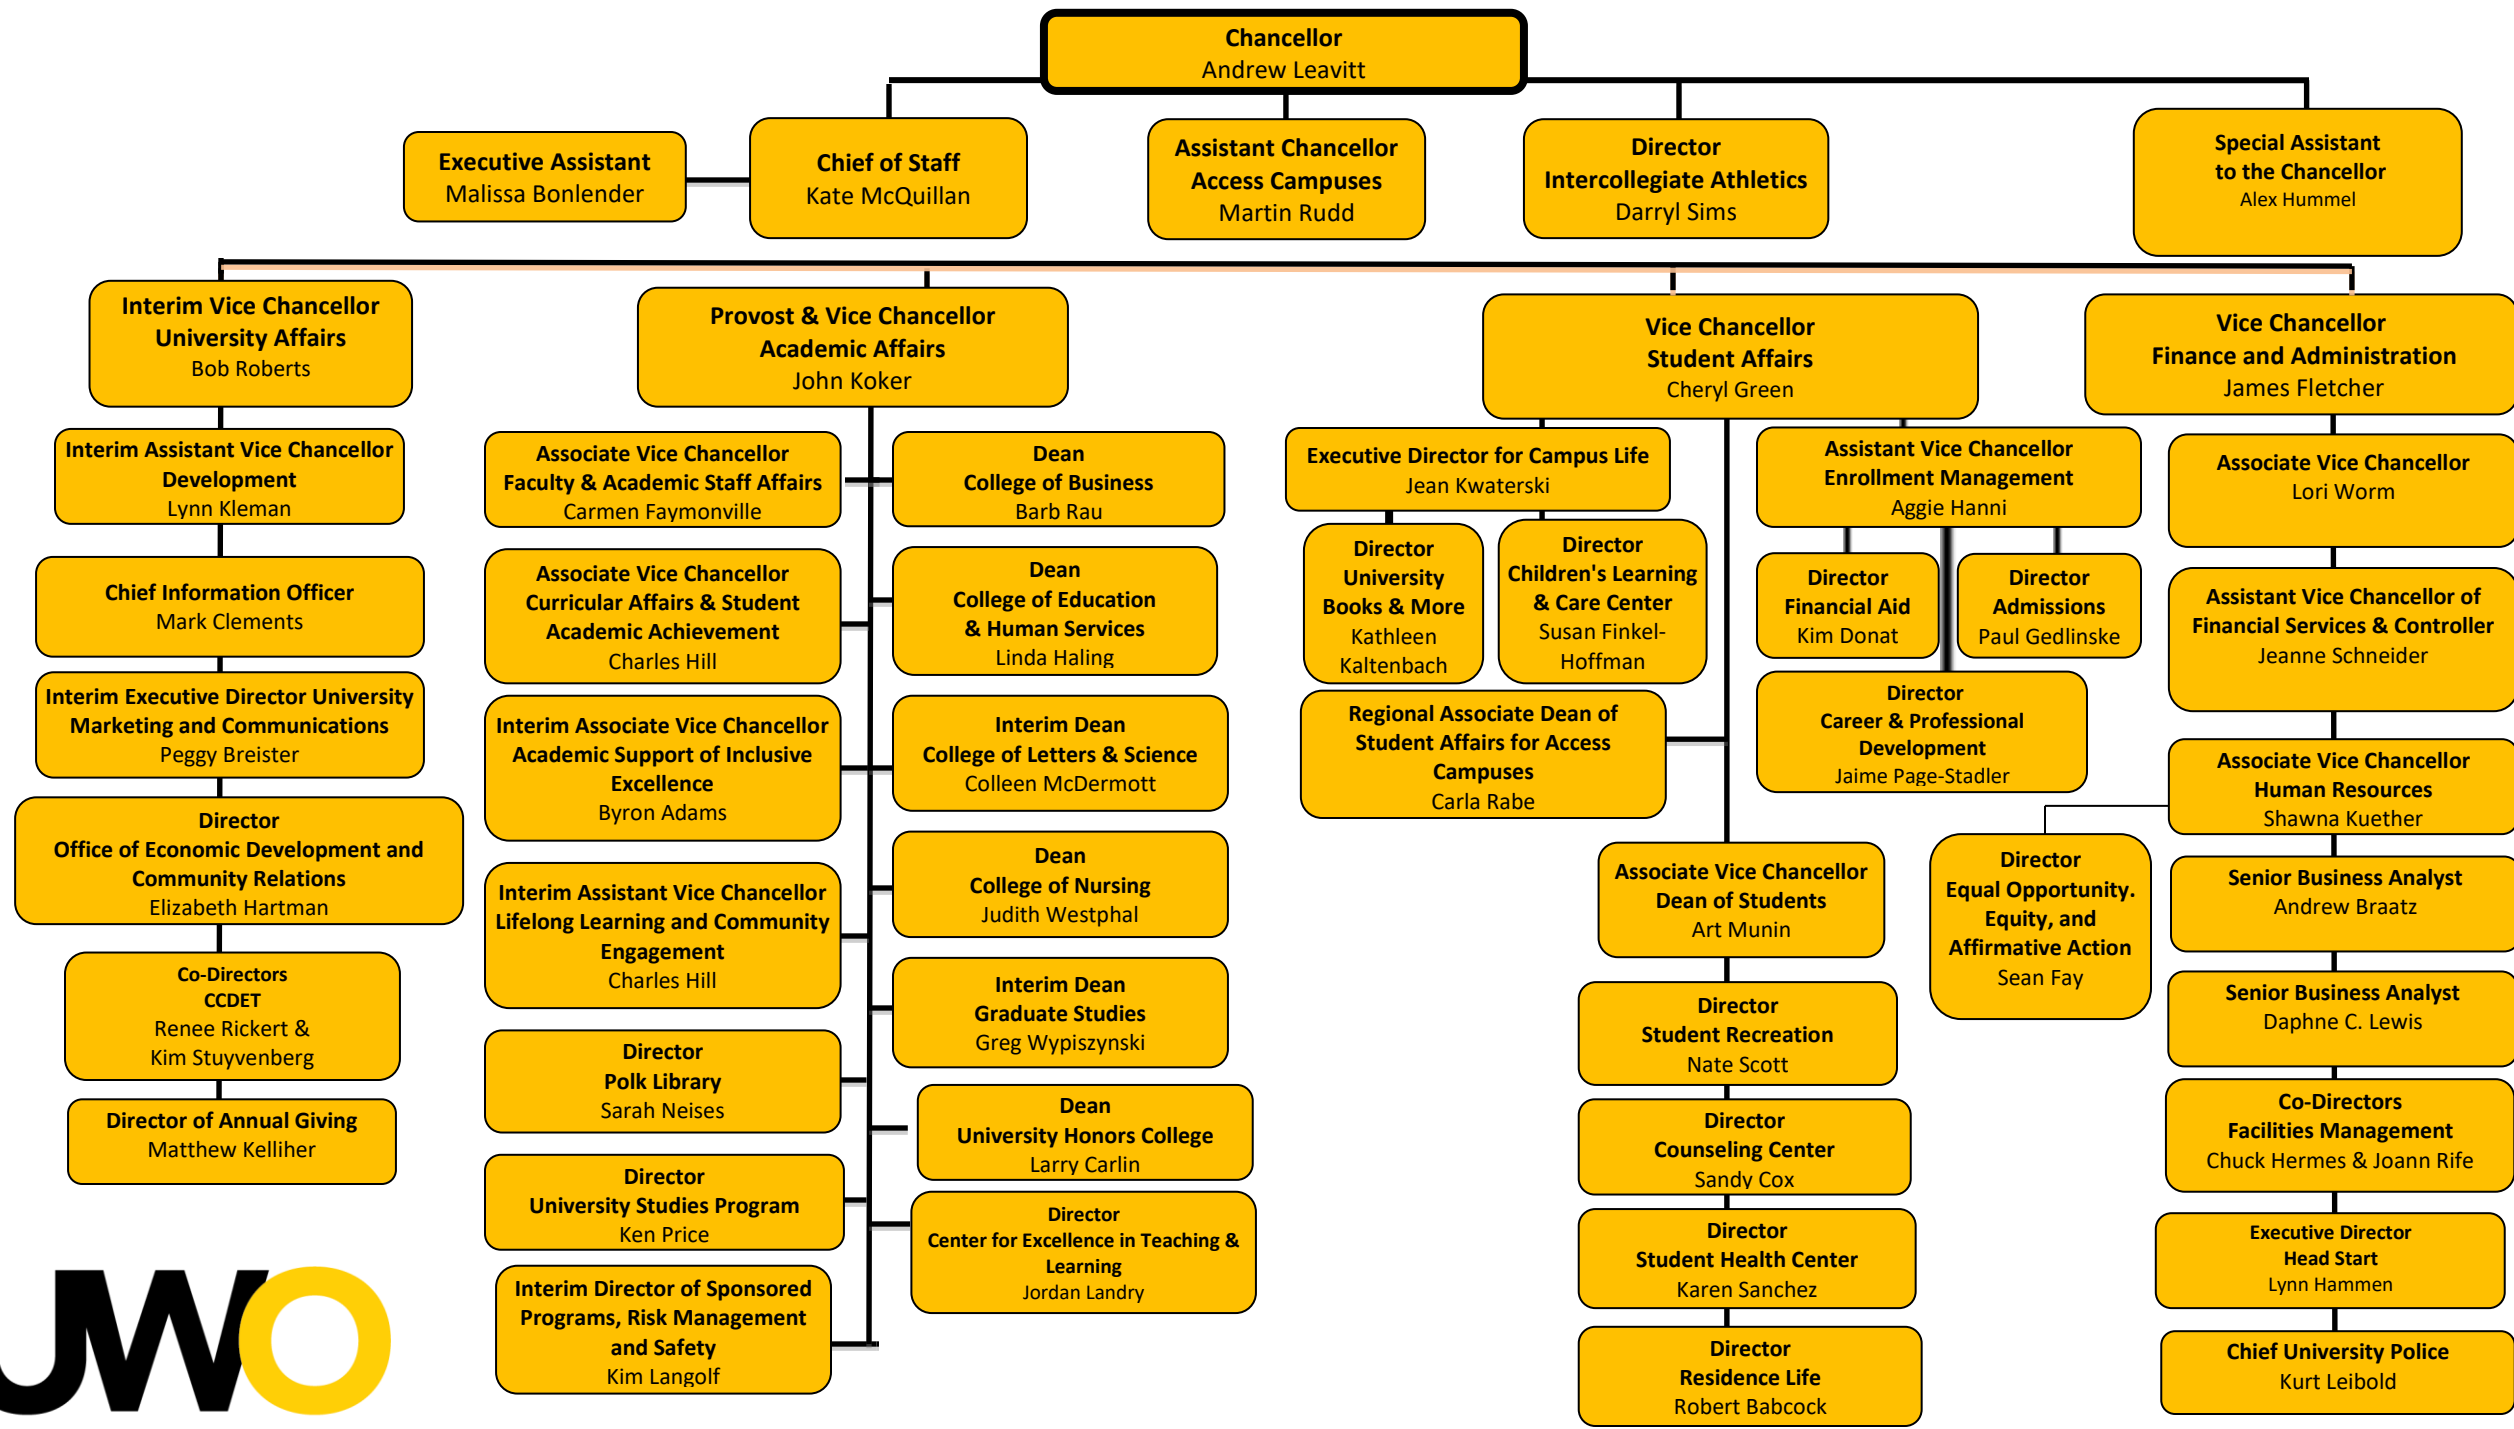 Chancellor
Andrew Leavitt
Executive Assistant
Malissa Bonlender
Chief of Staff
Kate McQuillan
Assistant Chancellor
Access Campuses
Martin Rudd
Director
Intercollegiate Athletics
Darryl Sims
Special Assistant
to the Chancellor
Alex Hummel
Interim Vice Chancellor
University Affairs
Bob Roberts
Interim Assistant Vice Chancellor
Development
Lynn Kleman
Chief Information Officer
Mark Clements
Interim Executive Director University
Marketing and Communications
Peggy Breister
Director
Office of Economic Development and
Community Relations
Elizabeth Hartman
Co-Directors
CCDET
Renee Rickert &
Kim Stuyvenberg
Director of Annual Giving
Matthew Kelliher
Provost & Vice Chancellor
Academic Affairs
John Koker
Associate Vice Chancellor
Faculty & Academic Staff Affairs
Carmen Faymonville
Associate Vice Chancellor
Curricular Affairs & Student
Academic Achievement
Charles Hill
Interim Associate Vice Chancellor
Academic Support of Inclusive
Excellence
Byron Adams
Interim Assistant Vice Chancellor
Lifelong Learning and Community
Engagement
Charles Hill
Director
Polk Library
Sarah Neises
Director
University Studies Program
Ken Price
Interim Director of Sponsored
Programs, Risk Management
and Safety
Kim Langolf
Dean
College of Business
Barb Rau
Dean
College of Education
& Human Services
Linda Haling
Interim Dean
College of Letters & Science
Colleen McDermott
Dean
College of Nursing
Judith Westphal
Interim Dean
Graduate Studies
Greg Wypiszynski
Dean
University Honors College
Larry Carlin
Director
Center for Excellence in Teaching &
Learning
Jordan Landry
Vice Chancellor
Student Affairs
Cheryl Green
Executive Director for Campus Life
Jean Kwaterski
Director
University
Books & More
Kathleen
Kaltenbach
Director
Children's Learning
& Care Center
Susan Finkel-
Hoffman
Regional Associate Dean of
Student Affairs for Access
Campuses
Carla Rabe
Assistant Vice Chancellor
Enrollment Management
Aggie Hanni
Director
Financial Aid
Kim Donat
Director
Admissions
Paul Gedlinske
Director
Career & Professional
Development
Jaime Page-Stadler
Associate Vice Chancellor
Dean of Students
Art Munin
Director
Student Recreation
Nate Scott
Director
Counseling Center
Sandy Cox
Director
Student Health Center
Karen Sanchez
Director
Residence Life
Robert Babcock
Vice Chancellor
Finance and Administration
James Fletcher
Associate Vice Chancellor
Lori Worm
Assistant Vice Chancellor of
Financial Services & Controller
Jeanne Schneider
Associate Vice Chancellor
Human Resources
Shawna Kuether
Director
Equal Opportunity.
Equity, and
Affirmative Action
Sean Fay
Senior Business Analyst
Andrew Braatz
Senior Business Analyst
Daphne C. Lewis
Co-Directors
Facilities Management
Chuck Hermes & Joann Rife
Executive Director
Head Start
Lynn Hammen
Chief University Police
Kurt Leibold
UWO